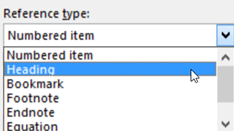 Reference type:
Numbered item
Numbered item
Heading
Bookmark
Footnote
Endnote
Equation